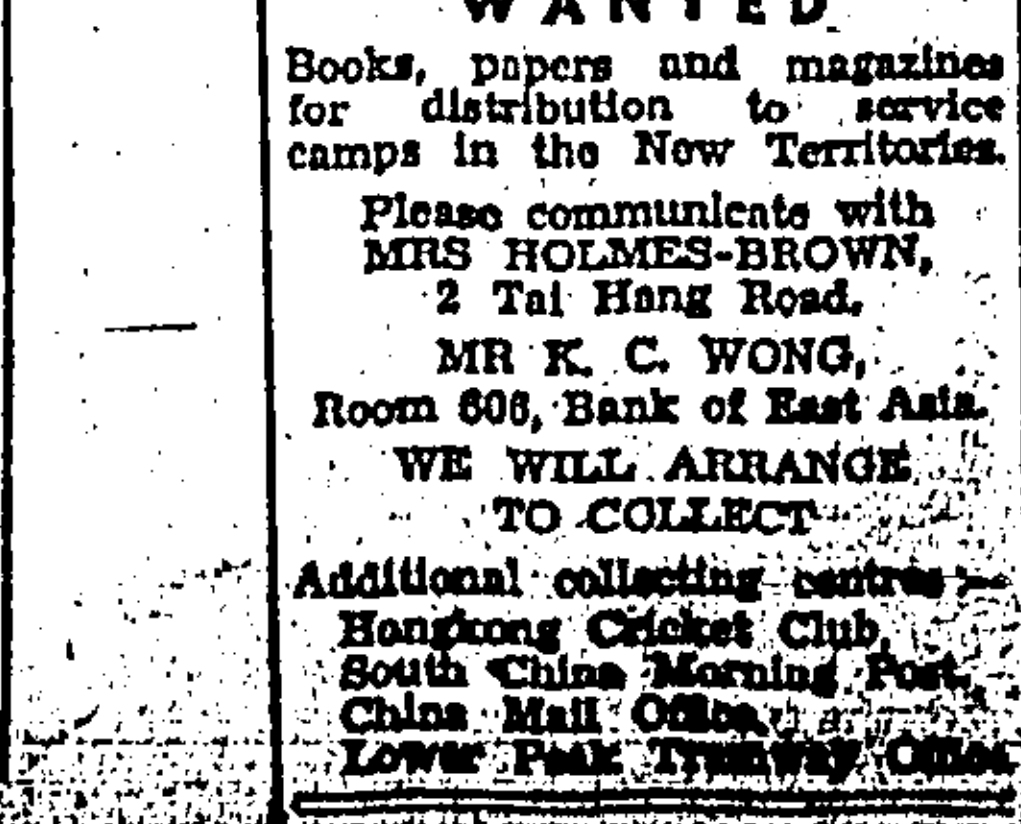 WANTED
Books, papers and magazines
for distribution to service
camps in the New Territories.
Please communicate with
MRS HOLMES-BROWN,
2 Tai Hang Road.
MR K. C. WONG,
Room 606, Bank of East Asia.
WE WILL ARRANGE
TO COLLECT
Additional collecting centres:—
Hongkong Cricket Club,
South China Morning Post,
China Mail Office,
Lower Peak Tramway Office.